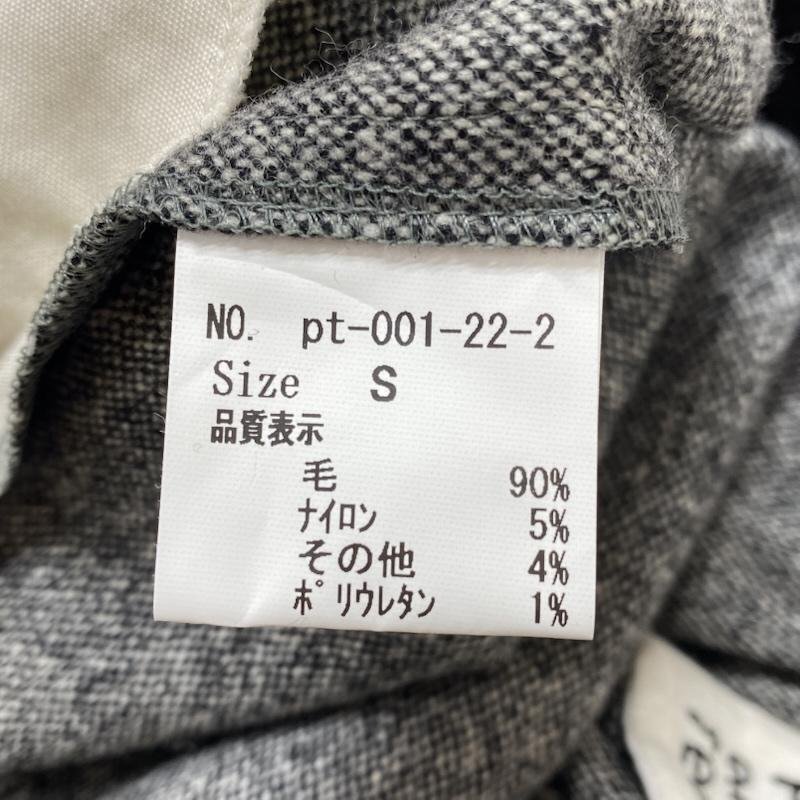 NO. pt-001-22-2
Size S
品質表示
毛 90%
ナイロン 5%
その他 4%
ポリウレタン 1%